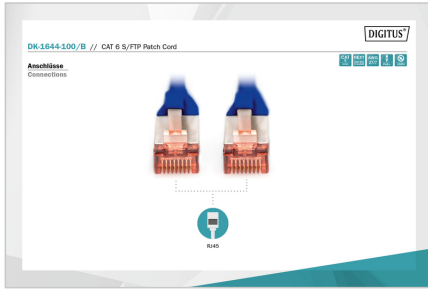 DIGITUS®
DK-1644-100/B // CAT 6 S/FTP Patch Cord
Anschlüsse
Connections
RJ45